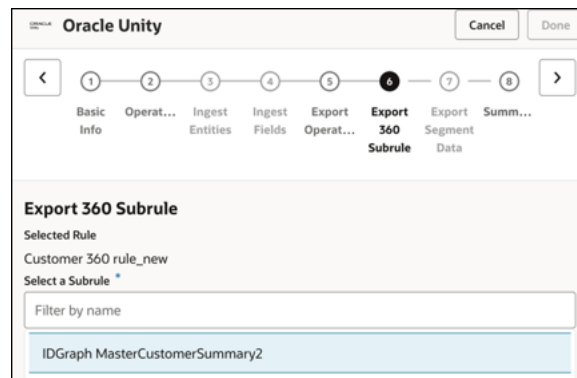 Oracle Unity
Cancel
Done
1
2
3
4
5
6
7
8
Basic Info
Operat...
Ingest Entities
Ingest Fields
Export Operat...
Export 360 Subrule
Export Segment Data
Summ...
Export 360 Subrule
Selected Rule
Customer 360 rule_new
Select a Subrule *
Filter by name
IDGraph MasterCustomerSummary2